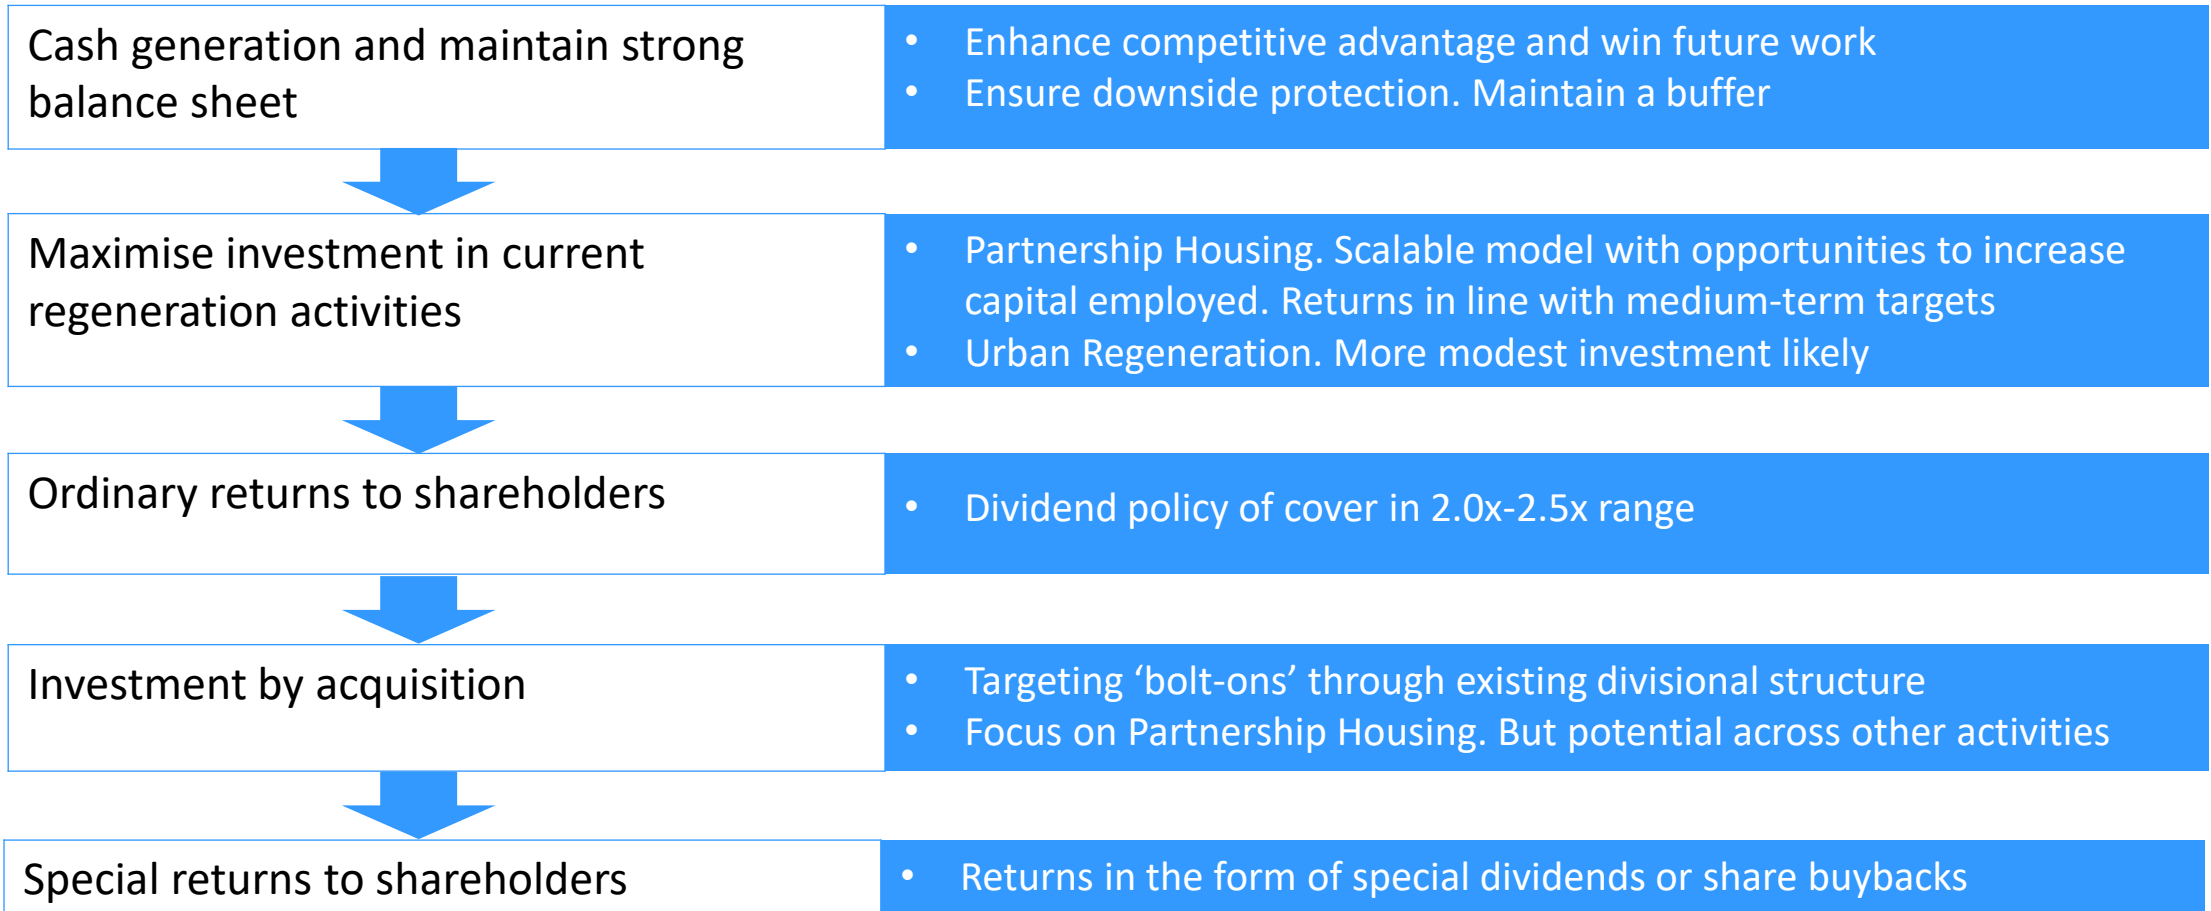 Cash generation and maintain strong
balance sheet
• Enhance competitive advantage and win future work
• Ensure downside protection. Maintain a buffer
Maximise investment in current
regeneration activities
• Partnership Housing. Scalable model with opportunities to increase
capital employed. Returns in line with medium-term targets
• Urban Regeneration. More modest investment likely
Ordinary returns to shareholders
• Dividend policy of cover in 2.0x-2.5x range
Investment by acquisition
• Targeting ‘bolt-ons’ through existing divisional structure
• Focus on Partnership Housing. But potential across other activities
Special returns to shareholders
• Returns in the form of special dividends or share buybacks